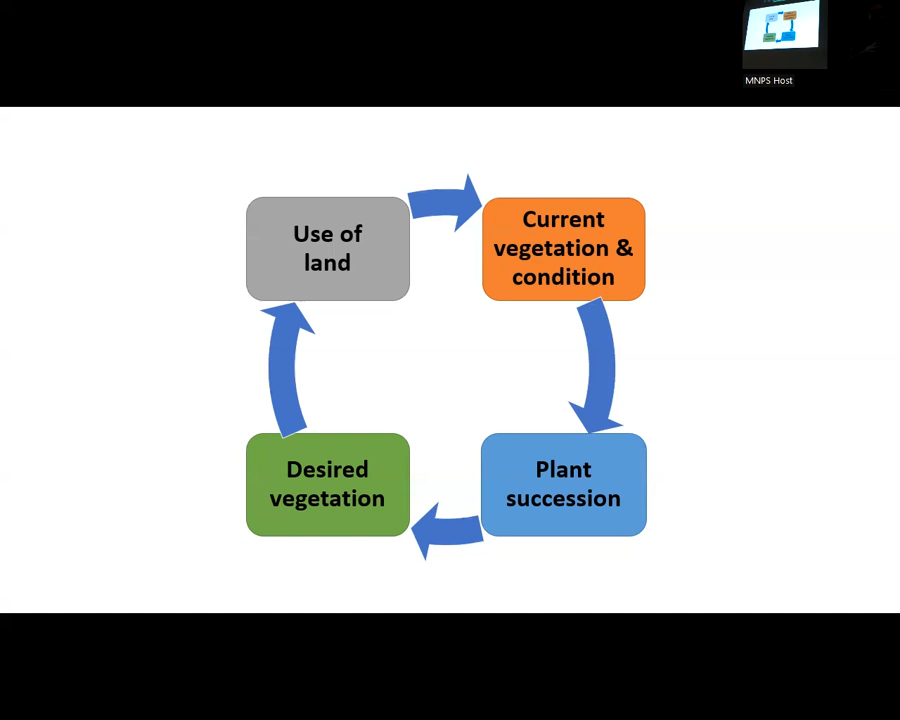 MNPS Host
Use of
land
Current
vegetation &
condition
Desired
vegetation
Plant
succession